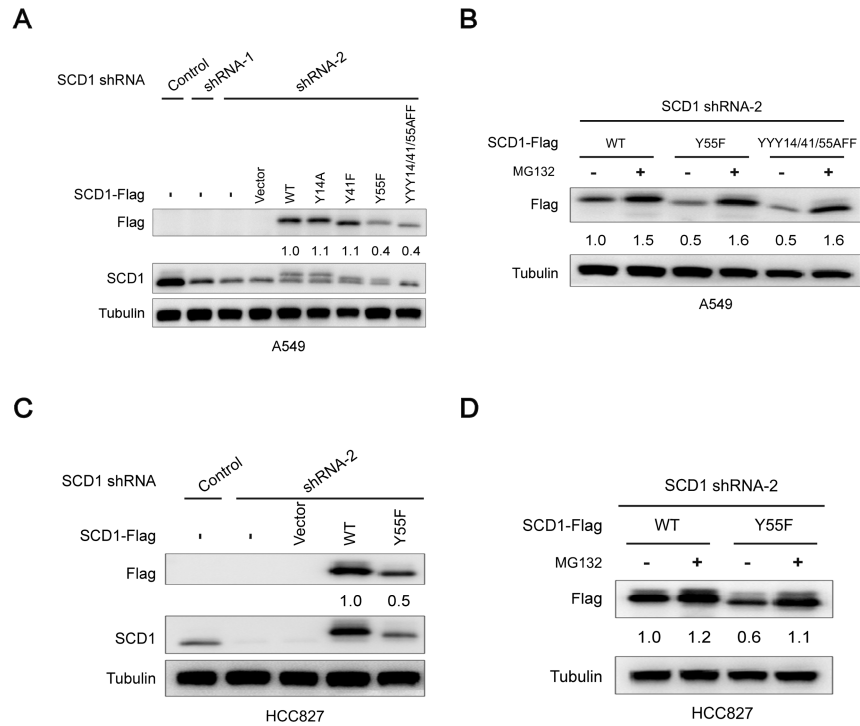 A
SCD1 shRNA
Control
shRNA-1
shRNA-2
SCD1-Flag
- - - Vector WT Y14A Y41F Y55F YYY14/41/55AFF
Flag
1.0 1.1 1.1 0.4 0.4
SCD1
Tubulin
A549
B
SCD1 shRNA-2
SCD1-Flag WT Y55F YYY14/41/55AFF
MG132 - + - + - +
Flag
1.0 1.5 0.5 1.6 0.5 1.6
Tubulin
A549
C
SCD1 shRNA
Control
shRNA-2
SCD1-Flag - - Vector WT Y55F
Flag
1.0 0.5
SCD1
Tubulin
HCC827
D
SCD1 shRNA-2
SCD1-Flag WT Y55F
MG132 - + - +
Flag
1.0 1.2 0.6 1.1
Tubulin
HCC827